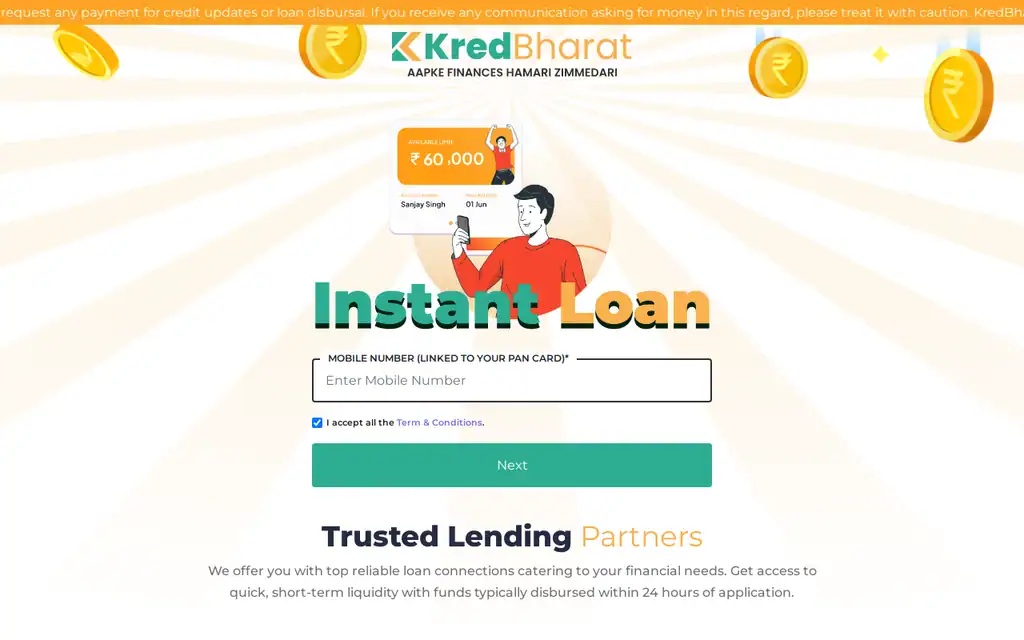 request any payment for credit updates or loan disbursal. If you receive any communication asking for money in this regard, please treat it with caution. KredBh
KredBharat
AAPKE FINANCES HAMARI ZIMMEDARI
AVAILABLE LIMIT
₹ 60,000
Sanjay Singh
01 Jun
Instant Loan
MOBILE NUMBER (LINKED TO YOUR PAN CARD)*
Enter Mobile Number
I accept all the Term & Conditions.
Next
Trusted Lending Partners
We offer you with top reliable loan connections catering to your financial needs. Get access to
quick, short-term liquidity with funds typically disbursed within 24 hours of application.